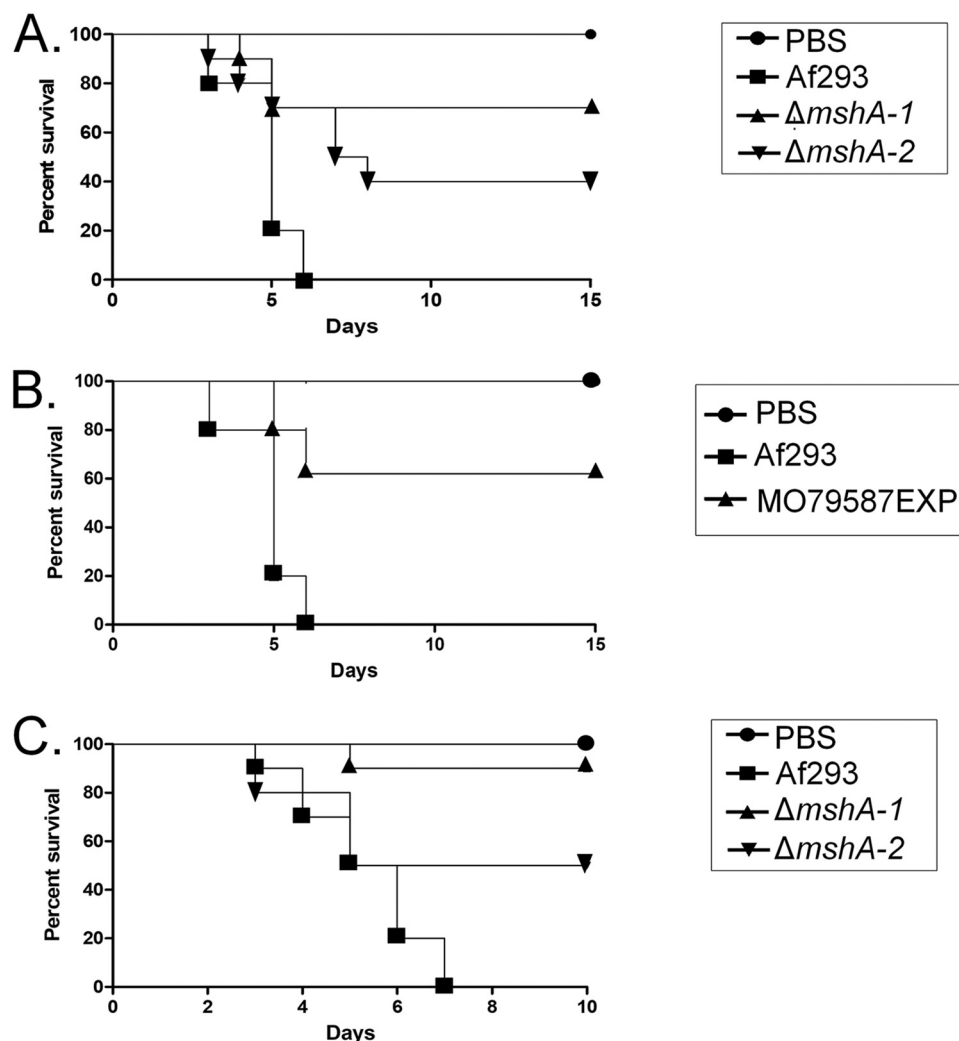 A.
Percent survival
100
80
60
40
20
0
0 5 10 15
Days
PBS
Af293
ΔmshA-1
ΔmshA-2
B.
Percent survival
100
80
60
40
20
0
0 5 10 15
Days
PBS
Af293
MO79587EXP
C.
Percent survival
100
80
60
40
20
0
0 2 4 6 8 10
Days
PBS
Af293
ΔmshA-1
ΔmshA-2